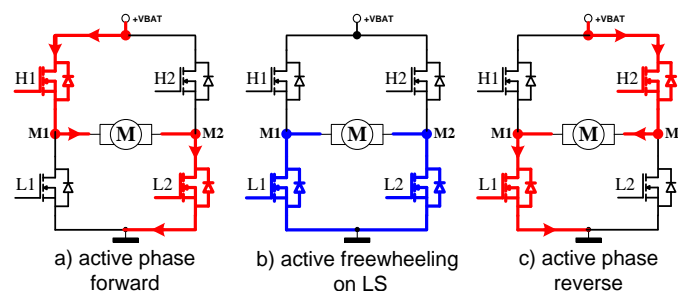 +VBAT
+VBAT
+VBAT
H1
H2
H1
H2
H1
H2
M1
M
M2
M1
M
M2
M1
M
M
L1
L2
L1
L2
L1
L2
a) active phase
forward
b) active freewheeling
on LS
c) active phase
reverse